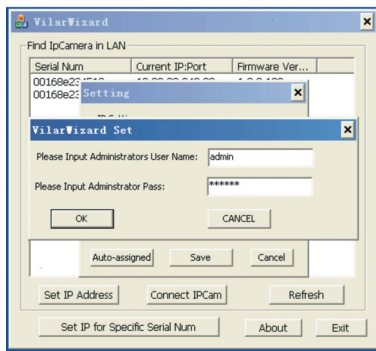 VilarWizard
Find IpCamera in LAN
Serial Num Current IP:Port Firmware Ver...
00168e23
00168e23 Setting
VilarWizard Set
Please Input Administrators User Name: admin
Please Input Adminstrator Pass: ******
OK CANCEL
Auto-assigned Save Cancel
Set IP Address Connect IPCam Refresh
Set IP for Specific Serial Num About Exit